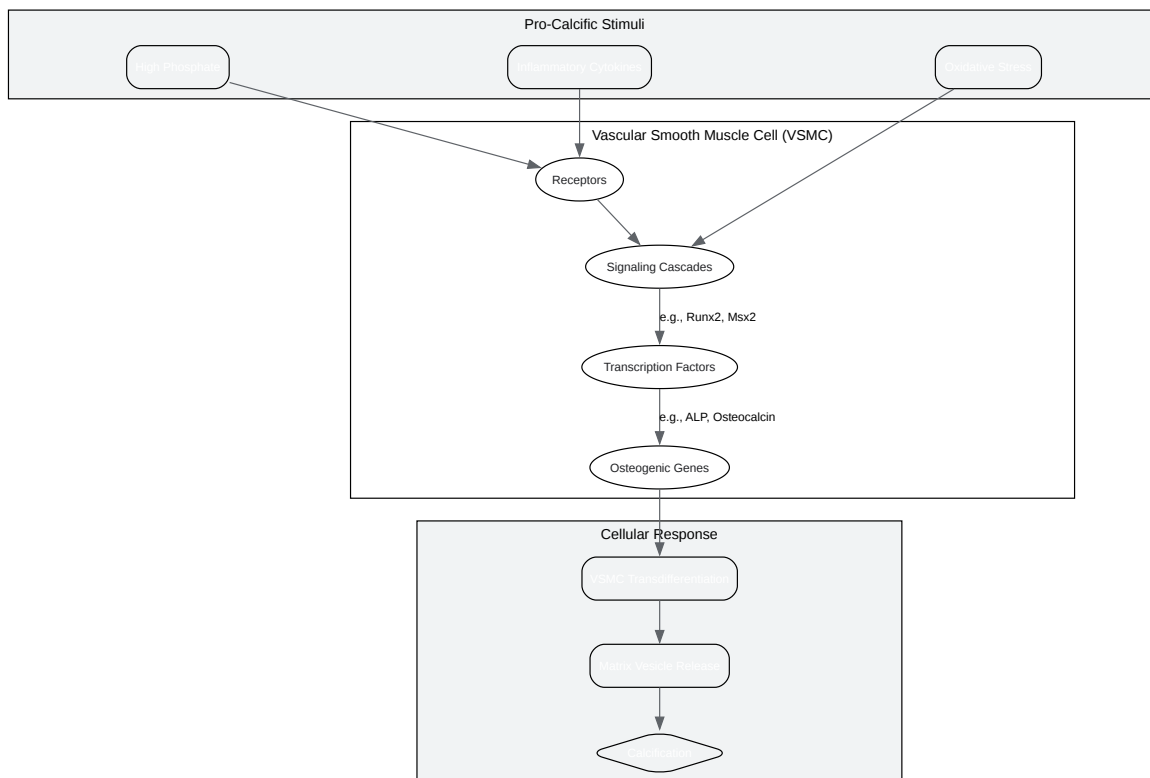 Pro-Calcific Stimuli
High Phosphate
Inflammatory Cytokines
Oxidative Stress
Vascular Smooth Muscle Cell (VSMC)
Receptors
Signaling Cascades
e.g., Runx2, Msx2
Transcription Factors
e.g., ALP, Osteocalcin
Osteogenic Genes
Cellular Response
VSMC Transdifferentiation
Matrix Vesicle Release
Calcification